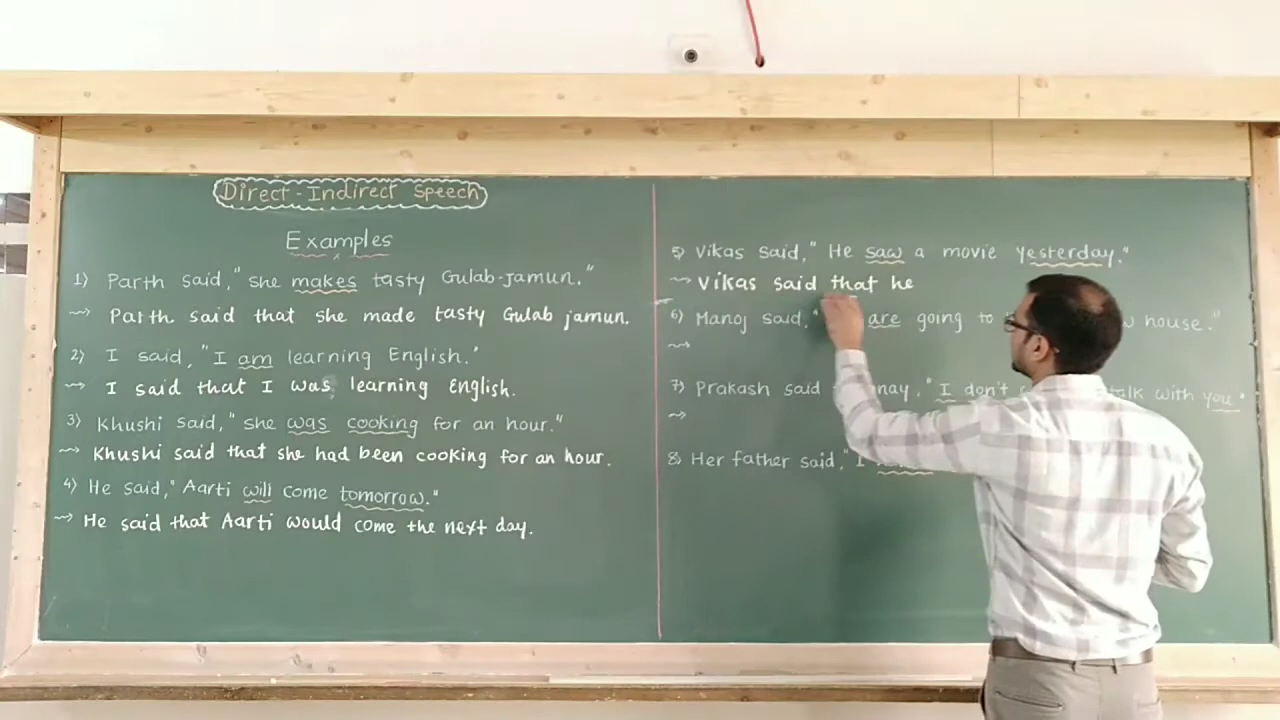 Direct-Indirect Speech
Examples
1) Parth said, "she makes tasty Gulab-jamun."
→ Parth said that she made tasty Gulab jamun.
2) I said, "I am learning English."
→ I said that I was learning English.
3) Khushi said, "she was cooking for an hour."
→ Khushi said that she had been cooking for an hour.
4) He said, "Aarti will come tomorrow."
→ He said that Aarti would come the next day.
5) Vikas said, "He saw a movie yesterday."
→ Vikas said that he
6) Manoj said, " are going to house."
→
7) Prakash said "I don't talk with you"
→
8) Her father said, "I